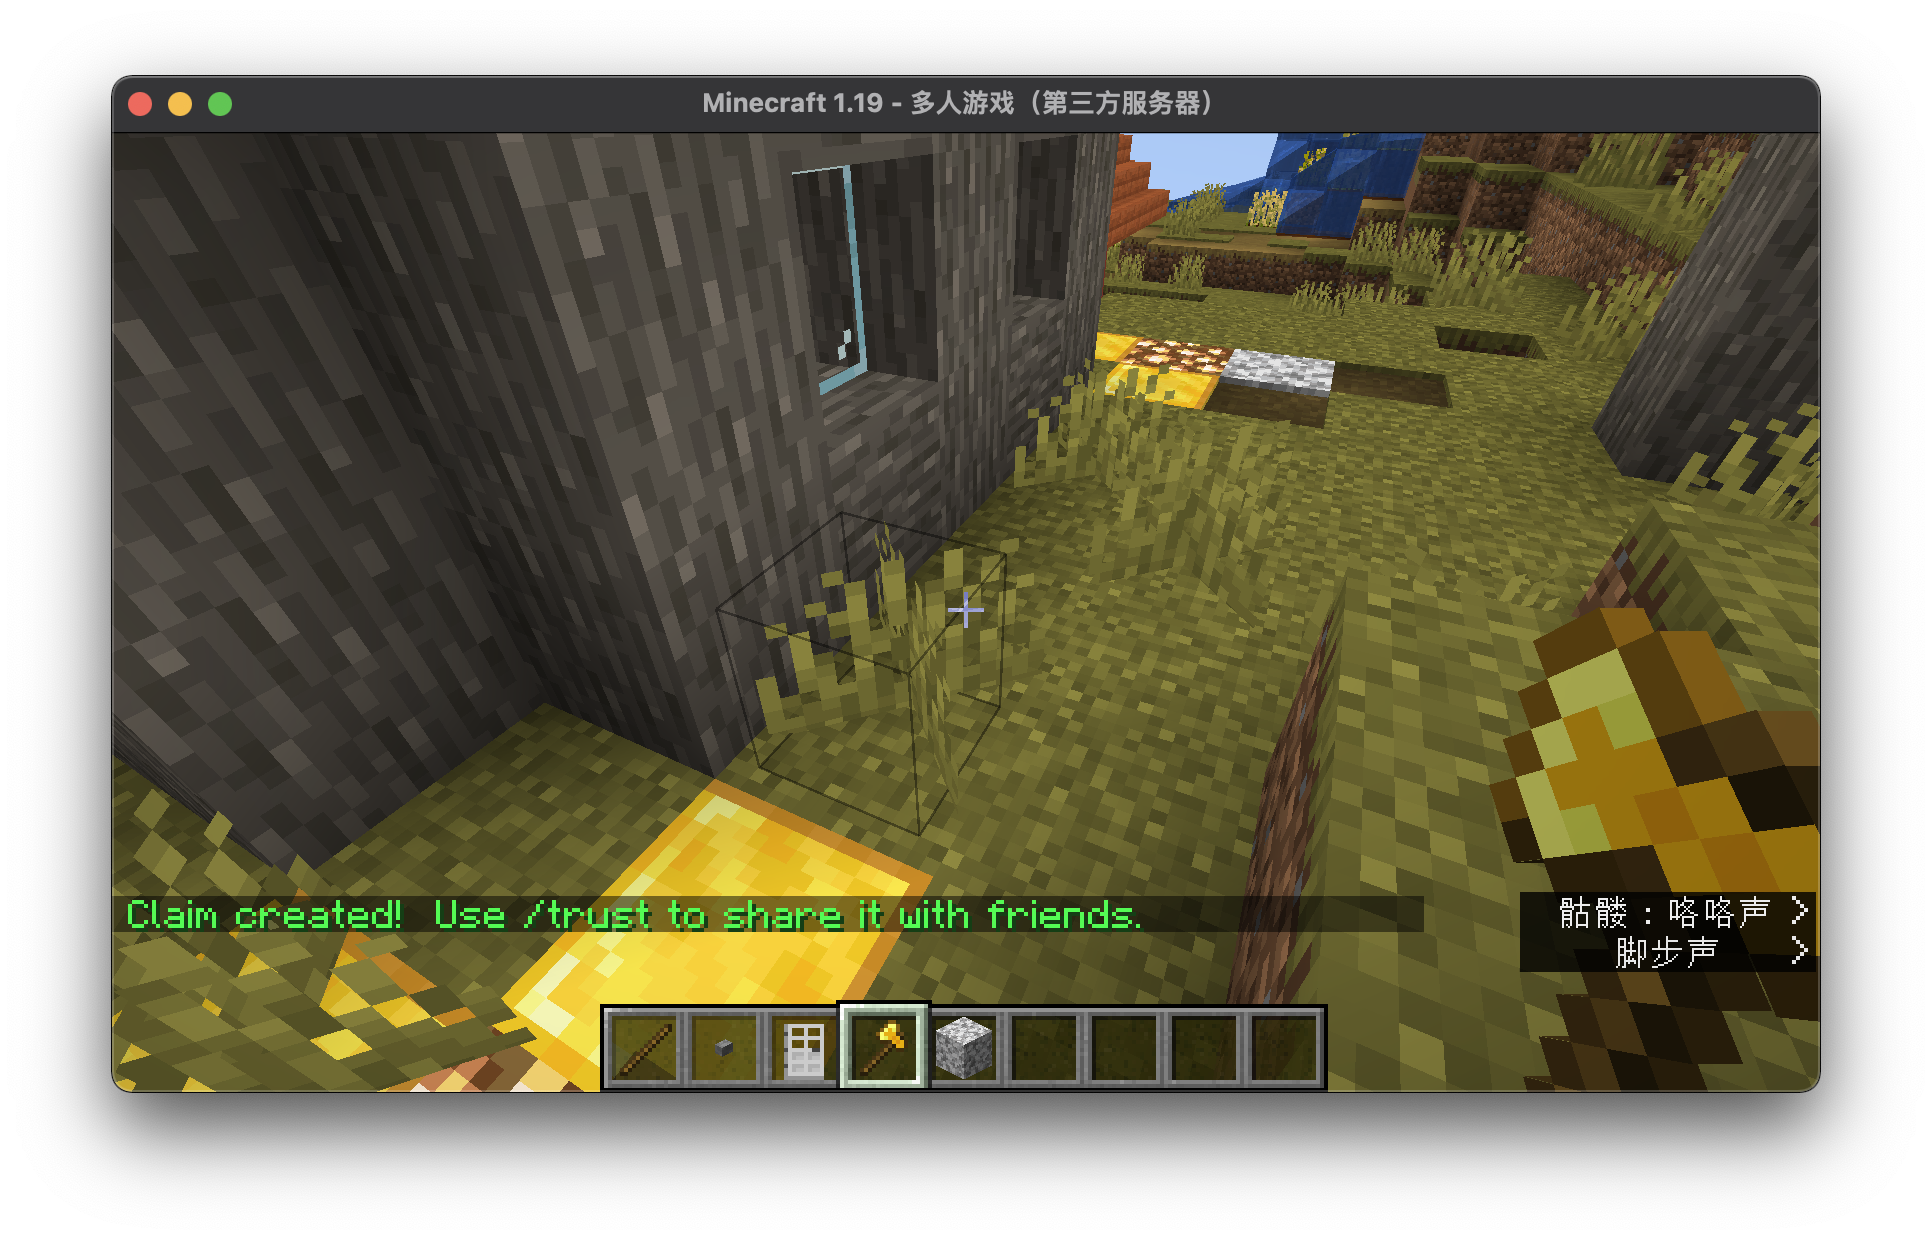 Minecraft 1.19 - 多人游戏（第三方服务器）
Claim created!  Use /trust to share it with friends.
骷髅：咯咯声 >
脚步声 >